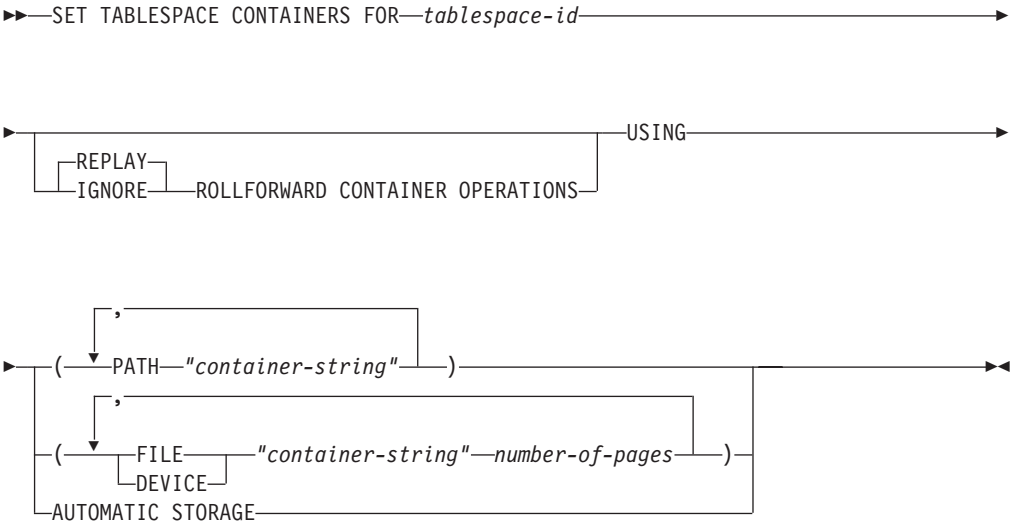 SET TABLESPACE CONTAINERS FOR tablespace-id
USING
REPLAY
IGNORE ROLLFORWARD CONTAINER OPERATIONS
,
( PATH "container-string" )
,
( FILE "container-string" number-of-pages )
DEVICE
AUTOMATIC STORAGE